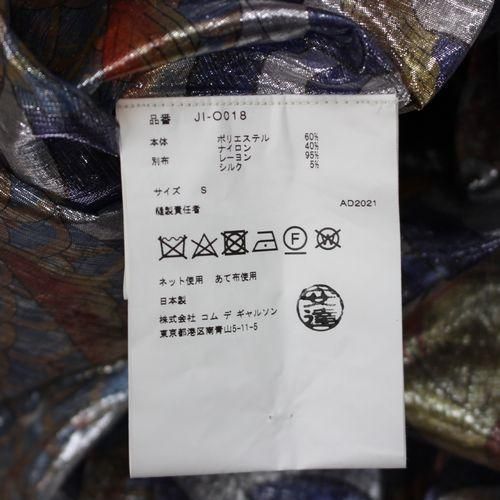 品番 JI-O018
本体 ポリエステル 60%
ナイロン 40%
別布 レーヨン 95%
シルク 5%
サイズ S
縫製責任者 AD2021
F W
ネット使用 あて布使用
日本製
株式会社 コム デ ギャルソン
東京都港区南青山5-11-5
安達